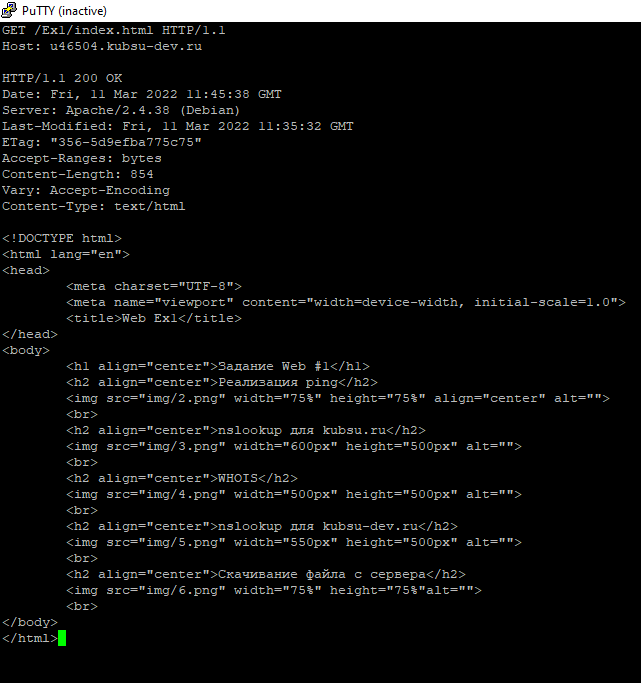 PuTTY (inactive)
GET /Ex1/index.html HTTP/1.1
Host: u46504.kubsu-dev.ru

HTTP/1.1 200 OK
Date: Fri, 11 Mar 2022 11:45:38 GMT
Server: Apache/2.4.38 (Debian)
Last-Modified: Fri, 11 Mar 2022 11:35:32 GMT
ETag: "356-5d9efba775c75"
Accept-Ranges: bytes
Content-Length: 854
Vary: Accept-Encoding
Content-Type: text/html

<!DOCTYPE html>
<html lang="en">
<head>
        <meta charset="UTF-8">
        <meta name="viewport" content="width=device-width, initial-scale=1.0">
        <title>Web Ex1</title>
</head>
<body>
        <h1 align="center">Задание Web #1</h1>
        <h2 align="center">Реализация ping</h2>
        <img src="img/2.png" width="75%" height="75%" align="center" alt="">
        <br>
        <h2 align="center">nslookup для kubsu.ru</h2>
        <img src="img/3.png" width="600px" height="500px" alt="">
        <br>
        <h2 align="center">WHOIS</h2>
        <img src="img/4.png" width="500px" height="500px" alt="">
        <br>
        <h2 align="center">nslookup для kubsu-dev.ru</h2>
        <img src="img/5.png" width="550px" height="500px" alt="">
        <br>
        <h2 align="center">Скачивание файла с сервера</h2>
        <img src="img/6.png" width="75%" height="75%"alt="">
        <br>
</body>
</html>